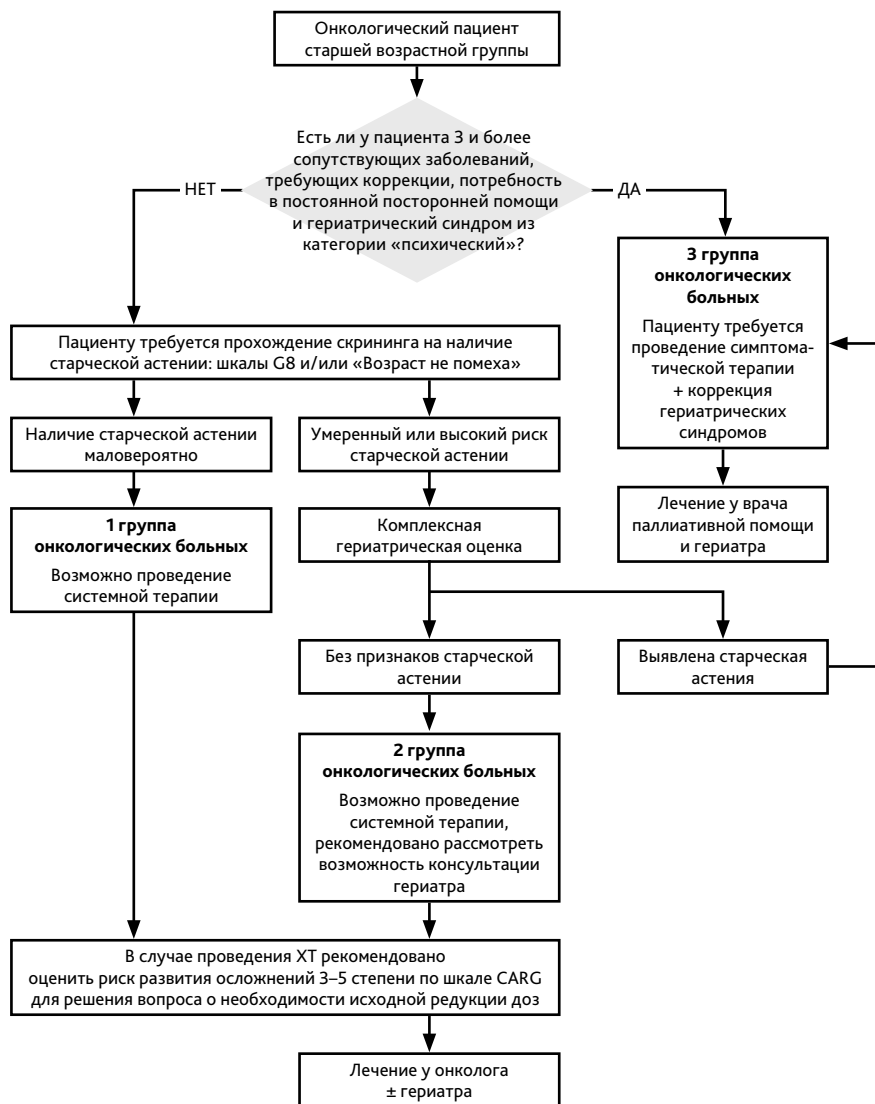 Онкологический пациент
старшей возрастной группы
Есть ли у пациента 3 и более
сопутствующих заболеваний,
требующих коррекции, потребность
в постоянной посторонней помощи
и гериатрический синдром из
категории «психический»?
НЕТ
ДА
3 группа
онкологических
больных
Пациенту требуется
проведение симптома-
тической терапии
+ коррекция
гериатрических
синдромов
Пациенту требуется прохождение скрининга на наличие
старческой астении: шкалы G8 и/или «Возраст не помеха»
Наличие старческой астении
маловероятно
Умеренный или высокий риск
старческой астении
Лечение у врача
паллиативной помощи
и гериатра
1 группа
онкологических больных
Возможно проведение
системной терапии
Комплексная
гериатрическая оценка
Без признаков старческой
астении
Выявлена старческая
астения
2 группа
онкологических больных
Возможно проведение
системной терапии,
рекомендовано рассмотреть
возможность консультации
гериатра
В случае проведения ХТ рекомендовано
оценить риск развития осложнений 3–5 степени по шкале CARG
для решения вопроса о необходимости исходной редукции доз
Лечение у онколога
± гериатра